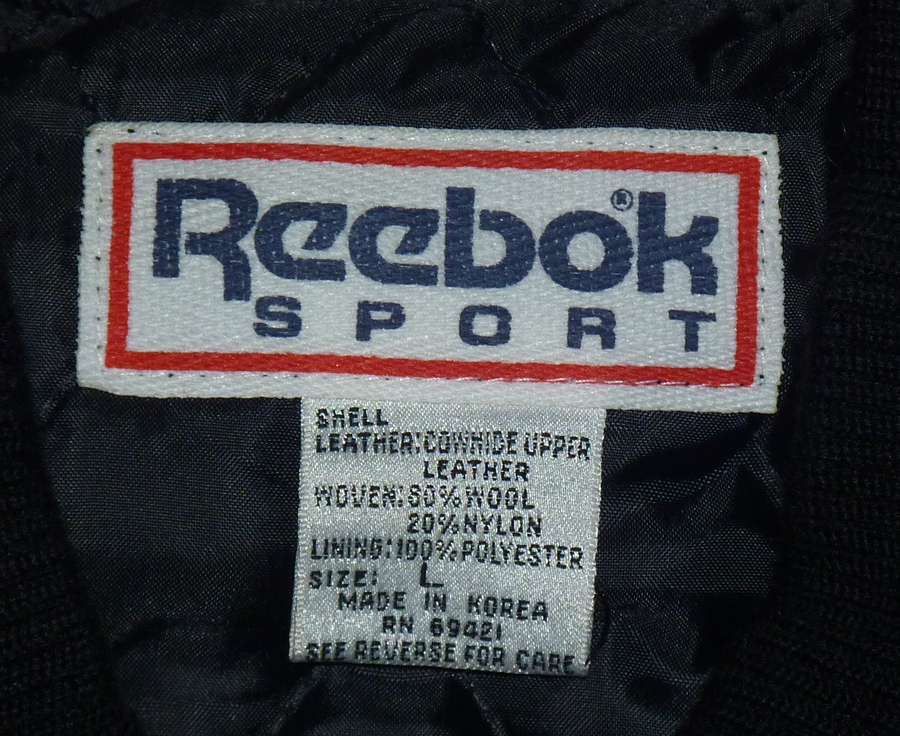 Reebok®
SPORT
SHELL
LEATHER:COWHIDE UPPER
LEATHER
WOVEN:80%WOOL
20%NYLON
LINING:100%POLYESTER
SIZE: L
MADE IN KOREA
RN 69421
SEE REVERSE FOR CARE